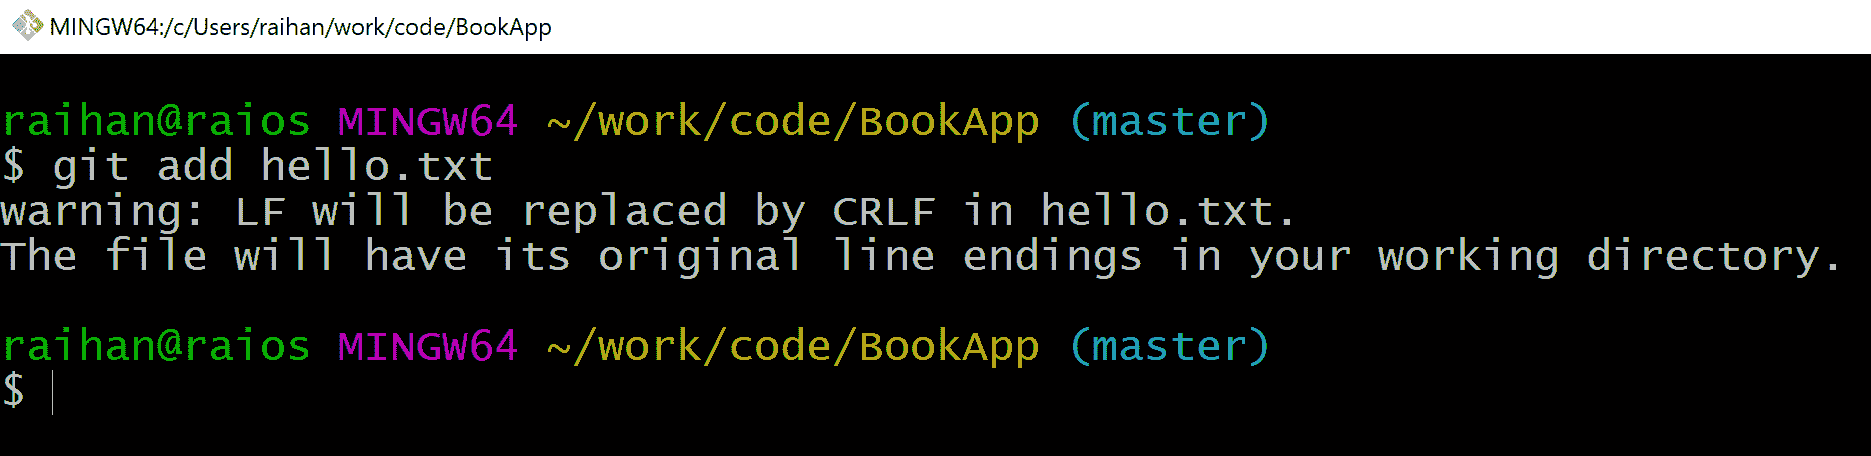 MINGW64:/c/Users/raihan/work/code/BookApp
raihan@raios MINGW64 ~/work/code/BookApp (master)
$ git add hello.txt
warning: LF will be replaced by CRLF in hello.txt.
The file will have its original line endings in your working directory.
raihan@raios MINGW64 ~/work/code/BookApp (master)
$